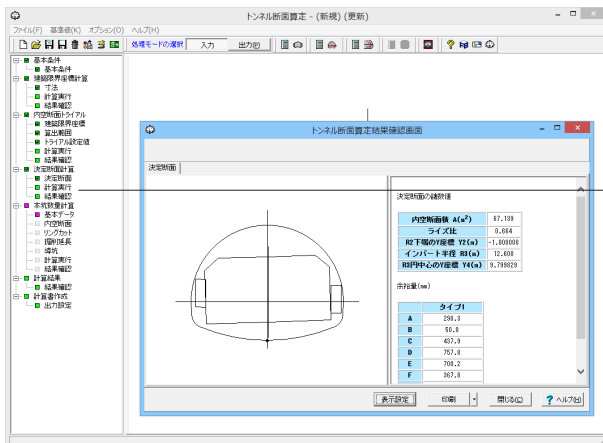 トンネル断面算定 - (新規) (更新)
ファイル(F) 基準値(K) オプション(O) ヘルプ(H)
処理モードの選択 入力 出力(P)
基本条件
基本条件
建築限界座標計算
寸法
計算実行
結果確認
内空断面トライアル
建築限界座標
算出範囲
トライアル設定値
計算実行
結果確認
決定断面計算
決定断面
計算実行
結果確認
本坑数量計算
基本データ
内空断面
リングカット
掘削延長
導坑
計算実行
結果確認
計算結果
結果確認
計算書作成
出力設定
トンネル断面算定結果確認画面
決定断面
決定断面の諸数値
内空断面積 A(m²) 67.189
ライズ比 0.684
R2下端のY座標 Y2(m) -1.000000
インバート半径 R3(m) 12.600
R3円中心のY座標 Y4(m) 9.799829
余裕量(mm)
タイプ1
A 298.3
B 50.0
C 437.9
D 757.8
E 700.2
F 367.8
表示設定 印刷 閉じる(C) ヘルプ(H)